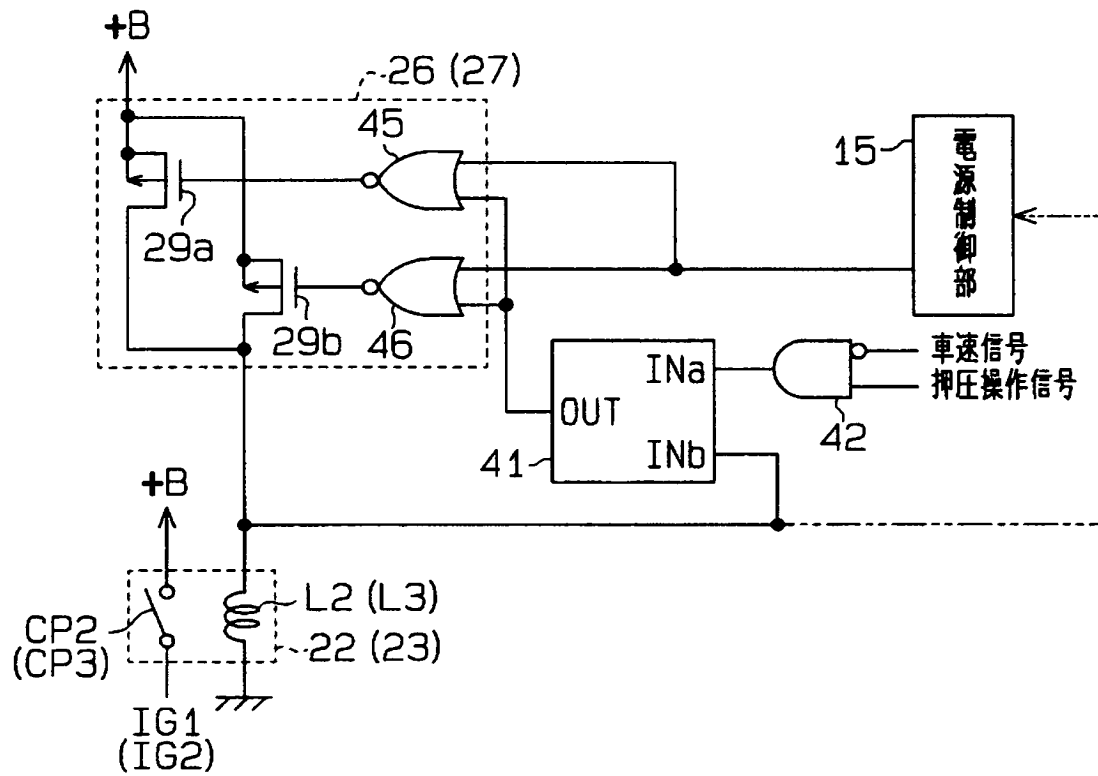 +B
26 (27)
45
15
電源制御部
29a
29b
46
車速信号
押圧操作信号
INa
OUT
INb
41
42
+B
L2 (L3)
CP2
(CP3)
22 (23)
IG1
(IG2)